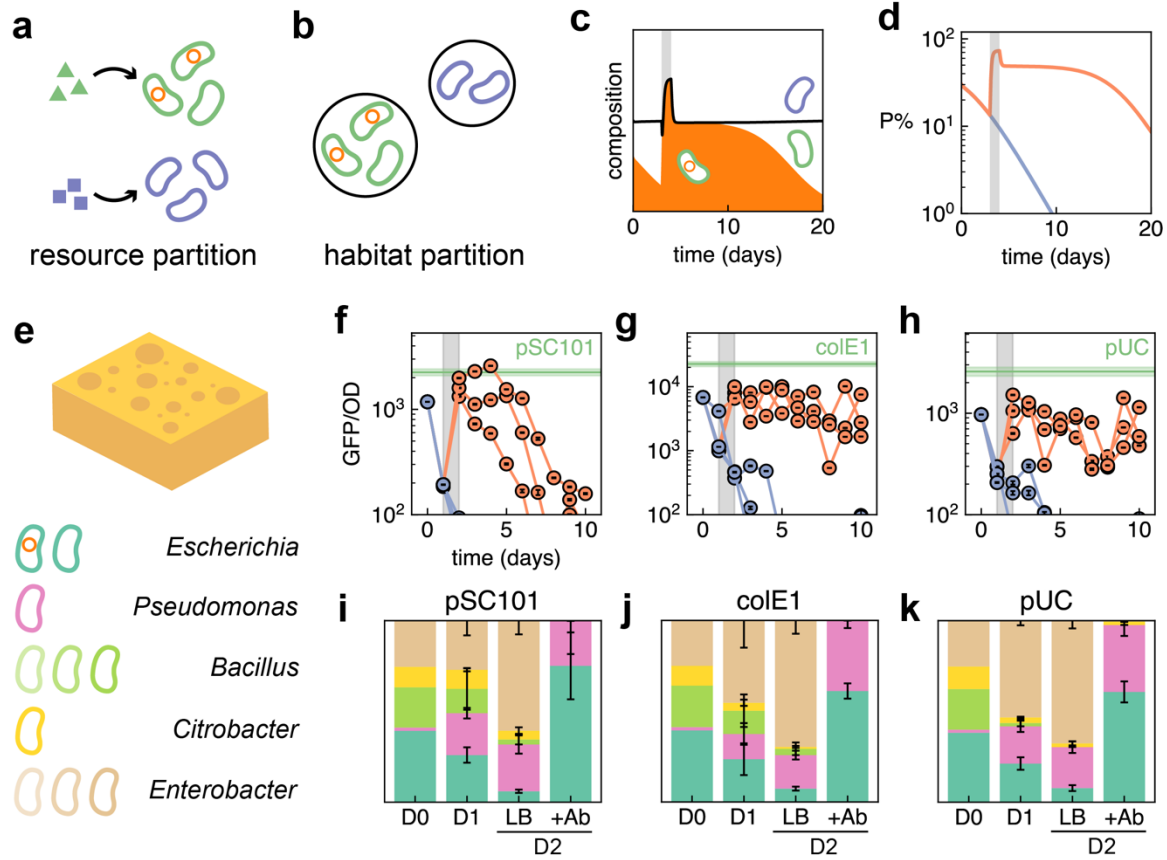 a
resource partition
b
habitat partition
c
composition
0
10
20
time (days)
d
P%
10²
10¹
10⁰
0
10
20
time (days)
e
Escherichia
Pseudomonas
Bacillus
Citrobacter
Enterobacter
f
pSC101
GFP/OD
10³
10²
0
5
10
time (days)
g
colE1
10⁴
10³
10²
0
5
10
h
pUC
10³
10²
0
5
10
i
pSC101
D0 D1 LB +Ab
D2
j
colE1
D0 D1 LB +Ab
D2
k
pUC
D0 D1 LB +Ab
D2